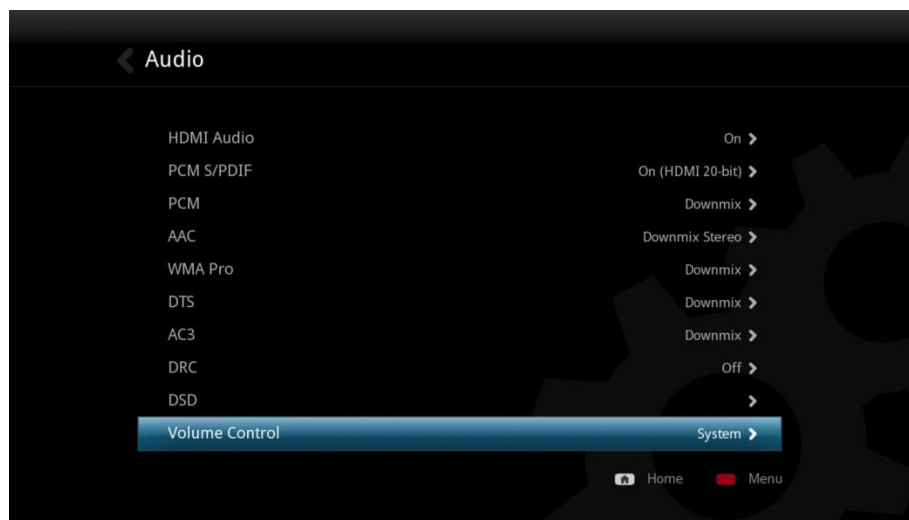 Audio
HDMI Audio On
PCM S/PDIF On (HDMI 20-bit)
PCM Downmix
AAC Downmix Stereo
WMA Pro Downmix
DTS Downmix
AC3 Downmix
DRC Off
DSD
Volume Control System
Home Menu